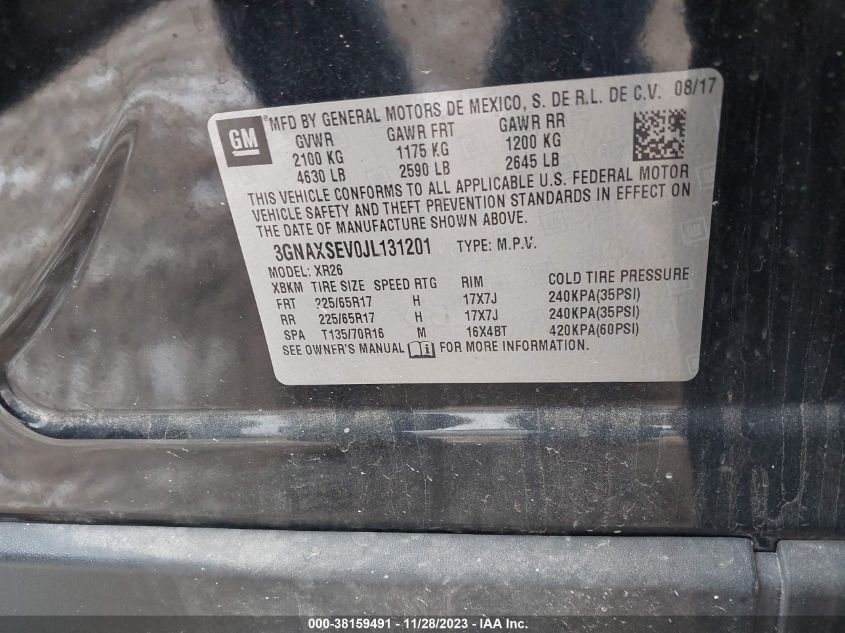 GM
*MFD BY GENERAL MOTORS DE MEXICO, S. DE R.L. DE C.V. 08/17
GVWR GAWR FRT GAWR RR
2100 KG 1175 KG 1200 KG
4630 LB 2590 LB 2645 LB
THIS VEHICLE CONFORMS TO ALL APPLICABLE U.S. FEDERAL MOTOR
VEHICLE SAFETY AND THEFT PREVENTION STANDARDS IN EFFECT ON
THE DATE OF MANUFACTURE SHOWN ABOVE.
3GNAXSEV0JL131201 TYPE: M.P.V.
MODEL: XR26
XBKM TIRE SIZE SPEED RTG RIM COLD TIRE PRESSURE
FRT 225/65R17 H 17X7J 240KPA(35PSI)
RR 225/65R17 H 17X7J 240KPA(35PSI)
SPA T135/70R16 M 16X4BT 420KPA(60PSI)
SEE OWNER'S MANUAL FOR MORE INFORMATION.
000-38159491 - 11/28/2023 - IAA Inc.